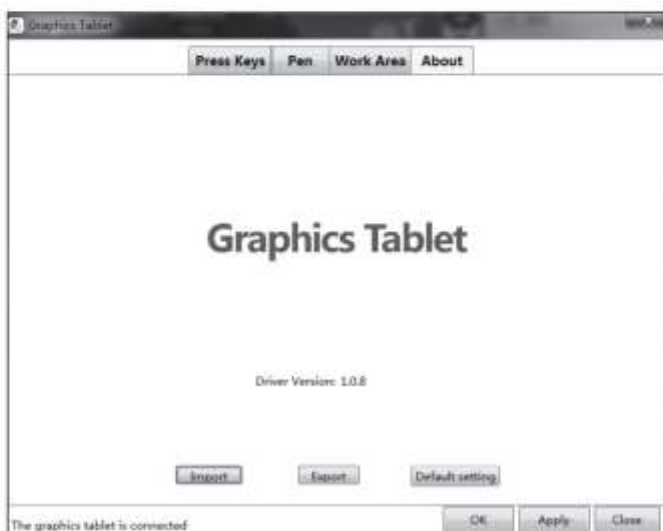 Graphics Tablet
Press Keys Pen Work Area About
Graphics Tablet
Driver Version: 1.0.8
Import Export Default setting
The graphics tablet is connected
OK Apply Close